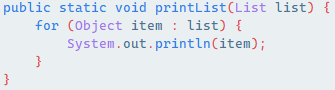 public static void printList(List list) {
    for (Object item : list) {
        System.out.println(item);
    }
}